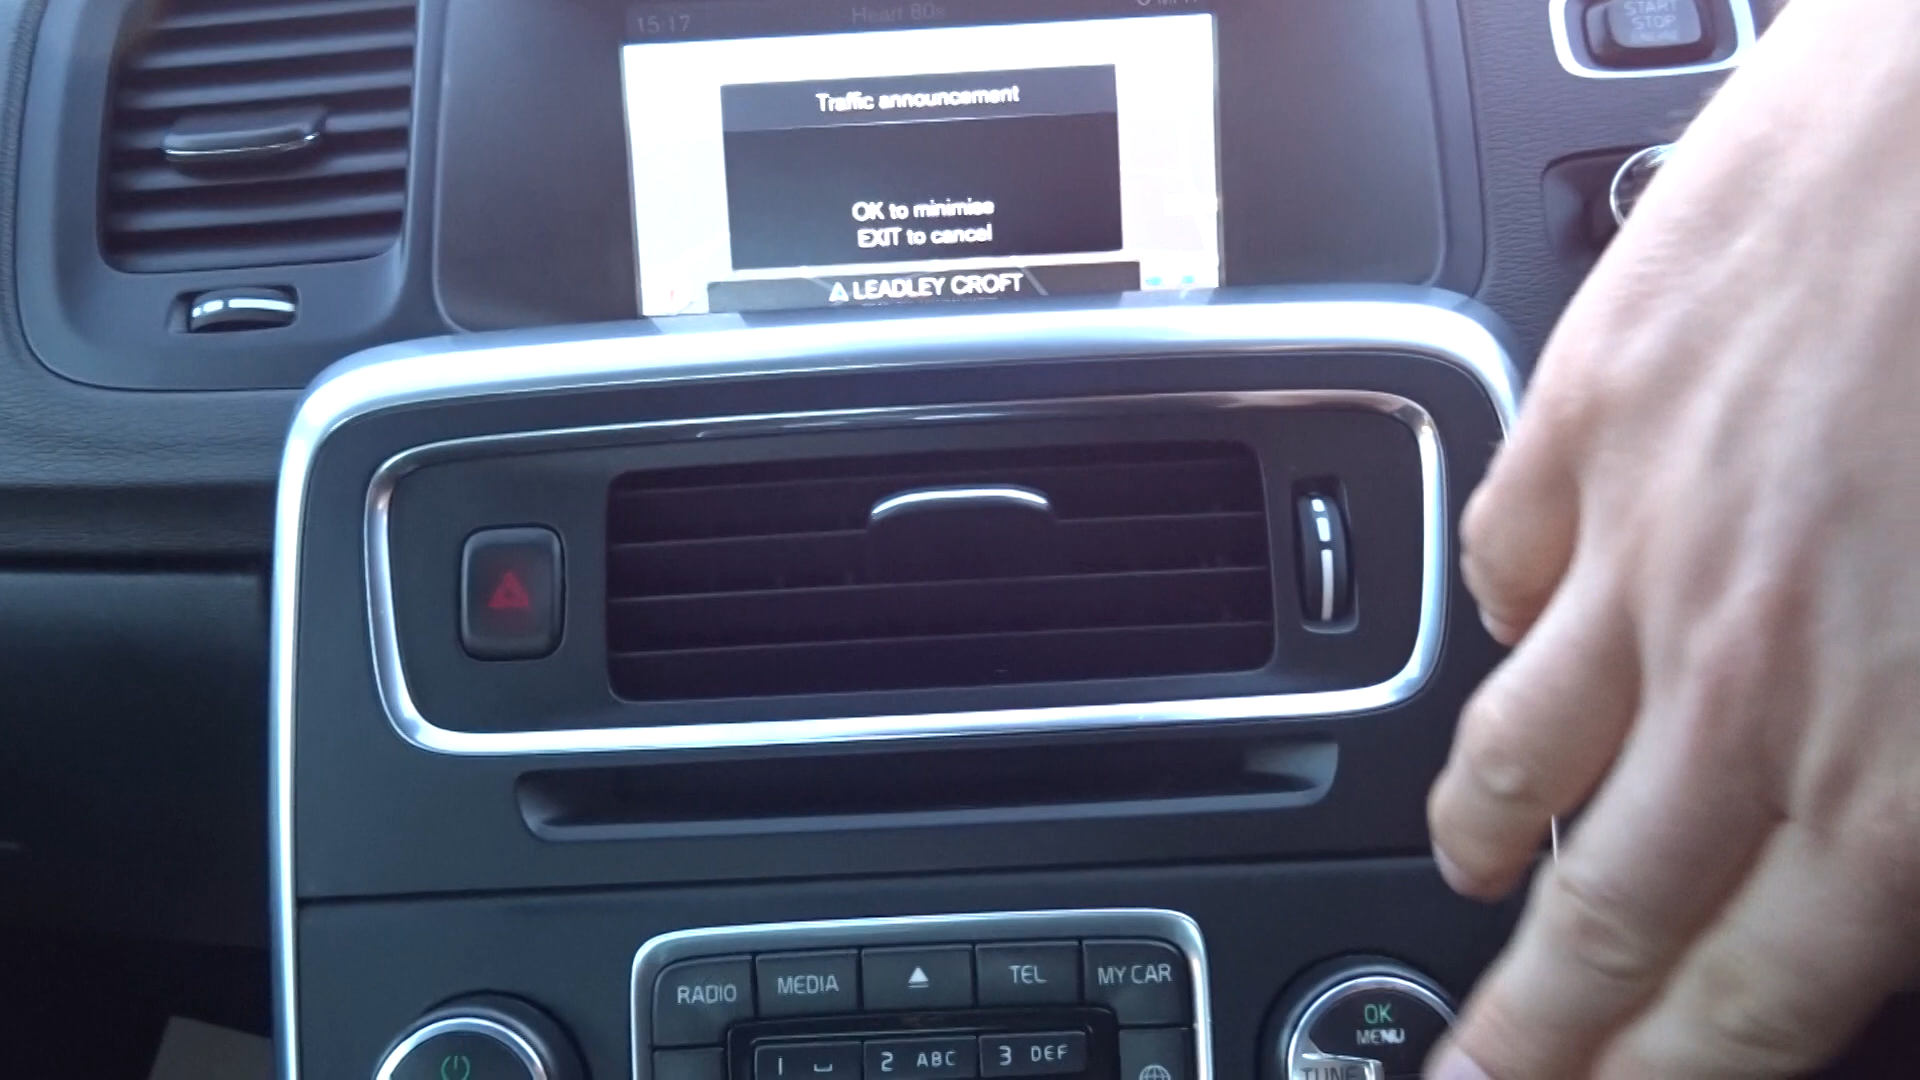 15:17
Heart 80s
START
STOP
ENGINE
Traffic announcement
OK to minimise
EXIT to cancel
LEADLEY CROFT
RADIO
MEDIA
TEL
MY CAR
1
2 ABC
3 DEF
OK
MENU
TUNE